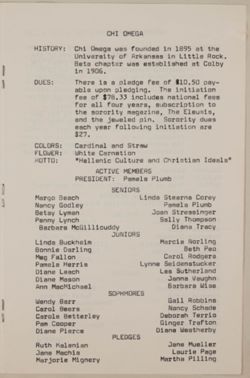 CHI OMEGA
HISTORY: Chi Omega was founded in 1895 at the
University of Arkansas in Little Rock.
Beta chapter was established at Colby
in 1906.
DUES: There is a pledge fee of $10.50 pay-
able upon pledging. The initiation
fee of $78.33 includes national fees
for all four years, subscription to
the sorority magazine, The Eleusis,
and the jeweled pin. Sorority dues
each year following initiation are
$27.
COLORS: Cardinal and Straw
FLOWER: White Carnation
MOTTO: "Hellenic Culture and Christian Ideals"
ACTIVE MEMBERS
PRESIDENT: Pamela Plumb
SENIORS
Margo Beach Linda Stearns Corey
Nancy Godley Pamela Plumb
Betsy Lyman Joan Stressinger
Penny Lynch Sally Thompson
Barbara McGillicuddy Diana Tracy
JUNIORS
Linda Buckheim Marcia Norling
Bonnie Darling Beth Peo
Meg Fallon Carol Rodgers
Pamela Harris Lynne Seidenstucker
Diane Leach Lee Sutherland
Diane Mason Janna Vaughn
Ann MacMichael Barbara Wise
SOPHMORES
Wendy Barr Gail Robbins
Carol Beers Nancy Schade
Carole Betterley Deborah Terrio
Pam Cooper Ginger Trafton
Diane Pierce Diane Weatherby
PLEDGES
Ruth Kelenian Jane Mueller
Jane Machia Laurie Page
Marjorie Mignery Martha Pilling